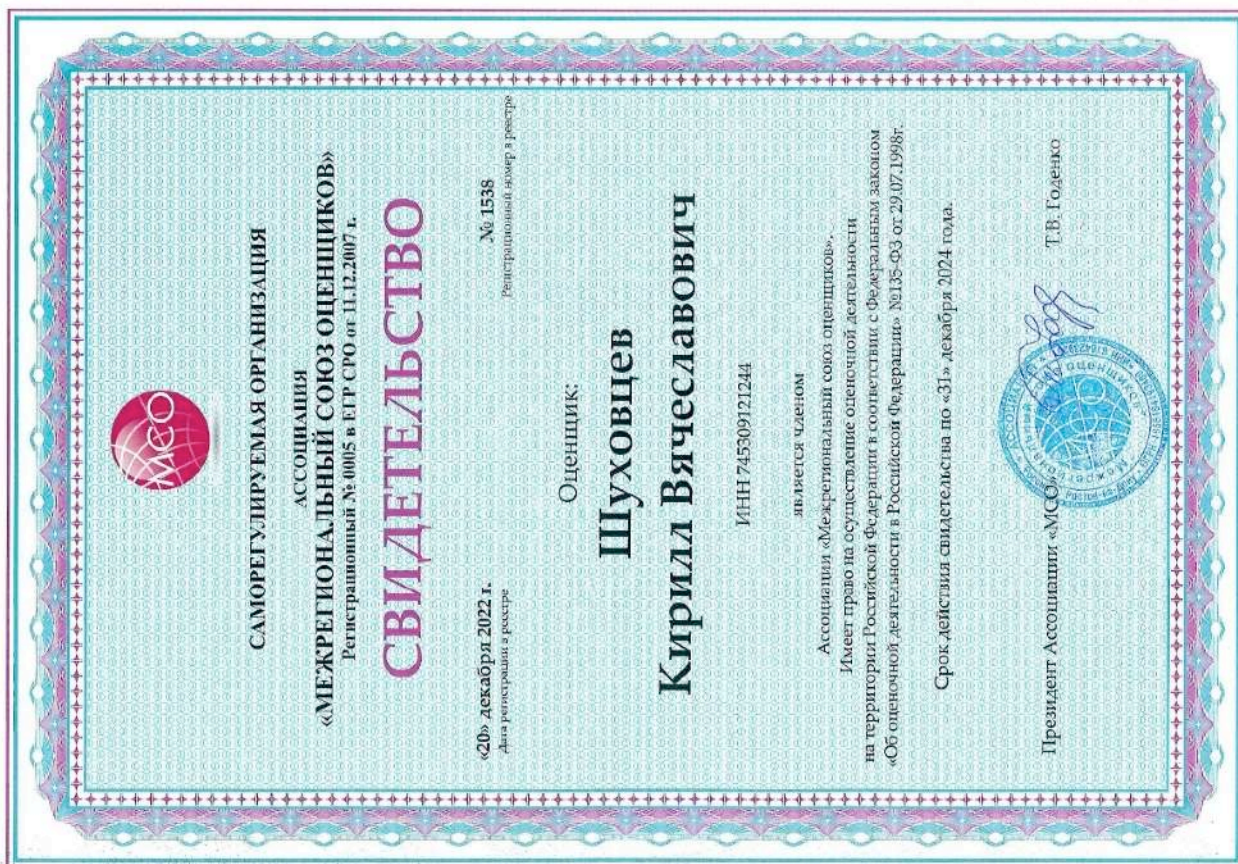 МСО
САМОРЕГУЛИРУЕМАЯ ОРГАНИЗАЦИЯ
АССОЦИАЦИЯ
«МЕЖРЕГИОНАЛЬНЫЙ СОЮЗ ОЦЕНЩИКОВ»
Регистрационный № 0005 в ЕГР СРО от 11.12.2007 г.
СВИДЕТЕЛЬСТВО
«20» декабря 2022 г. № 1538
Дата регистрации в реестре Регистрационный номер в реестре
Оценщик:
Шуховцев
Кирилл Вячеславович
ИНН 745309121244
является членом
Ассоциации «Межрегиональный союз оценщиков».
Имеет право на осуществление оценочной деятельности
на территории Российской Федерации в соответствии с Федеральным законом
«Об оценочной деятельности в Российской Федерации» №135-ФЗ от 29.07.1998г.
Срок действия свидетельства по «31» декабря 2024 года.
Президент Ассоциации «МСО» Т.В. Годенко